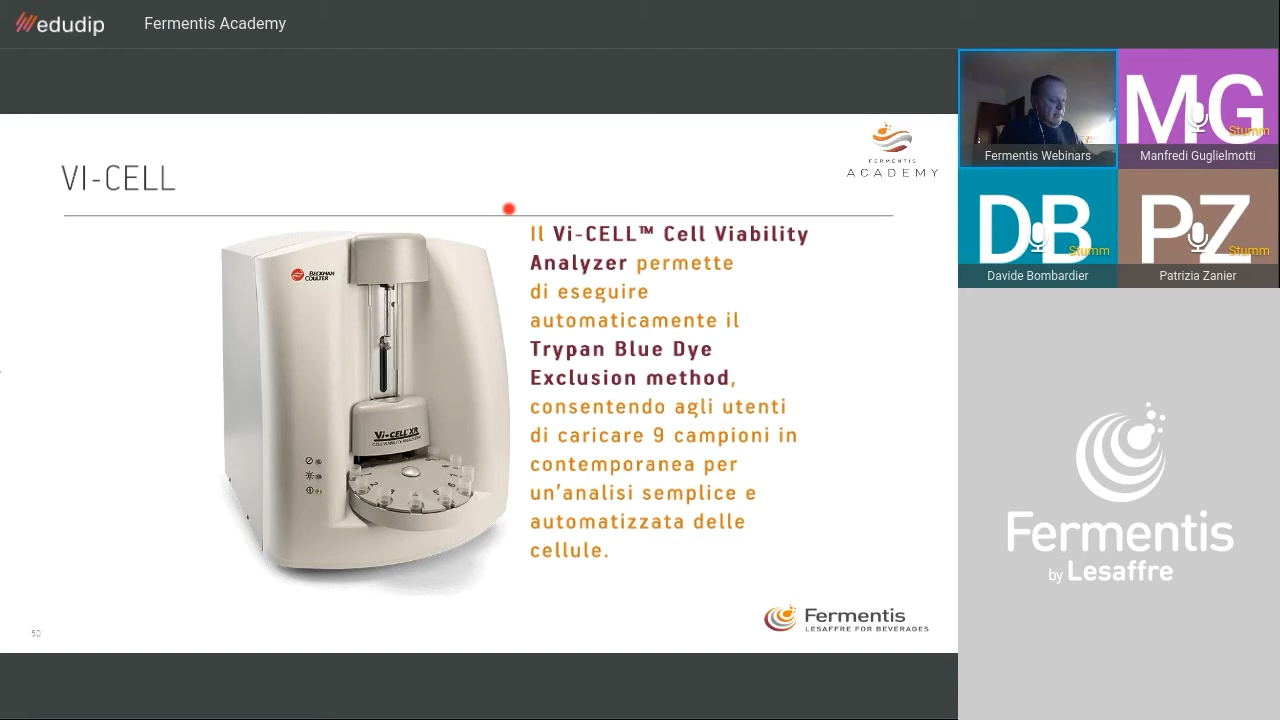 edudip
Fermentis Academy
FERMENTIS
ACADEMY
VI-CELL
Il Vi-CELL™ Cell Viability
Analyzer permette
di eseguire
automaticamente il
Trypan Blue Dye
Exclusion method,
consentendo agli utenti
di caricare 9 campioni in
contemporanea per
un'analisi semplice e
automatizzata delle
cellule.
BECKMAN
COULTER
Vi-CELL XR
CELL VIABILITY ANALYZER
50
Fermentis
LESAFFRE FOR BEVERAGES
Fermentis Webinars
MG
Stumm
Manfredi Guglielmotti
DB
Stumm
Davide Bombardier
PZ
Stumm
Patrizia Zanier
Fermentis
by Lesaffre